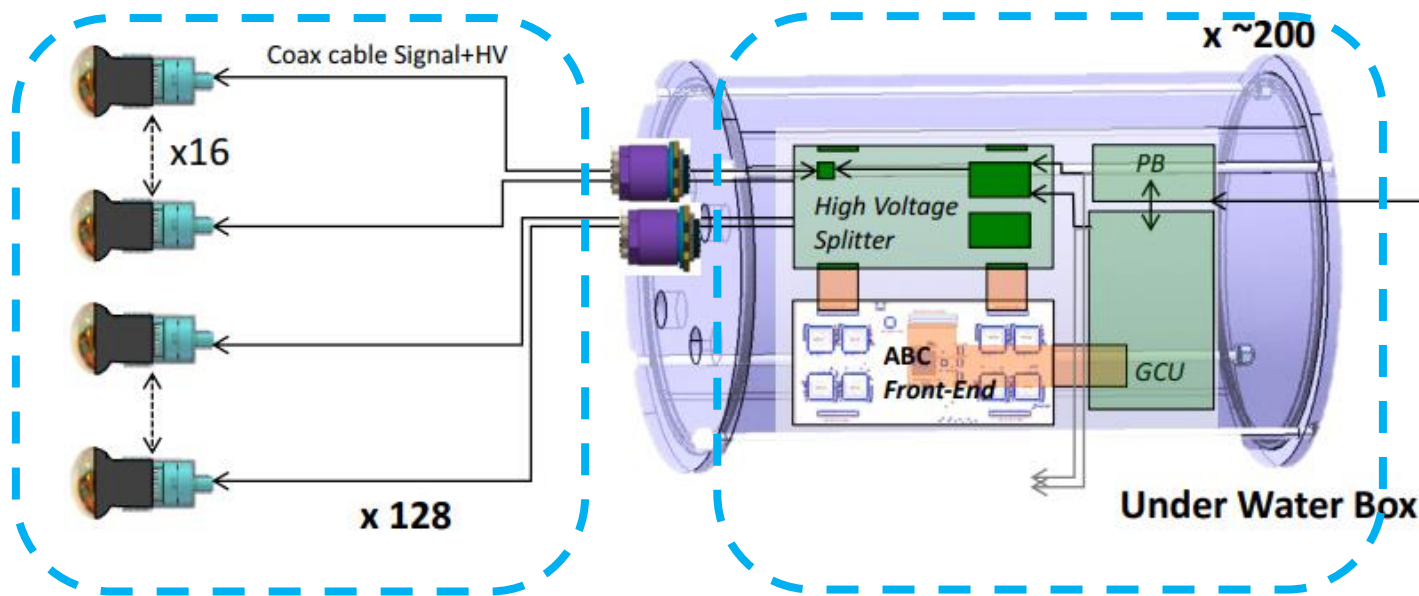 x ~200
Coax cable Signal+HV
x16
PB
High Voltage
Splitter
ABC
Front-End
GCU
x 128
Under Water Box